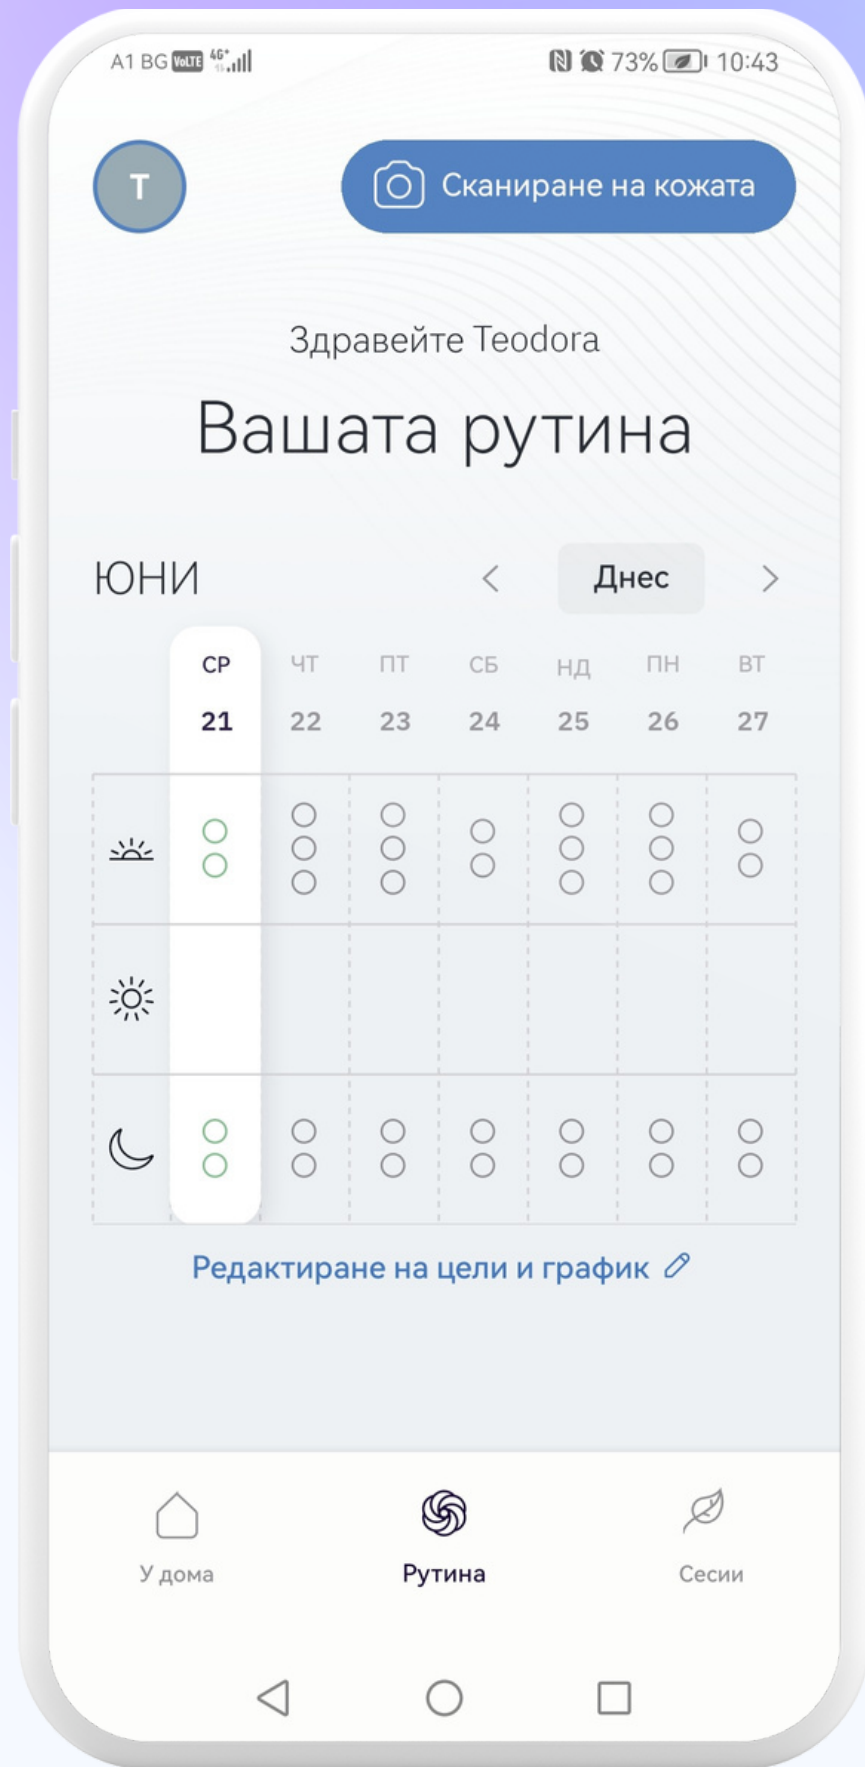 A1 BG VoLTE 4G+ 73% 10:43
T
Сканиране на кожата
Здравейте Teodora
Вашата рутина
ЮНИ
Днес
СР ЧТ ПТ СБ НД ПН ВТ
21 22 23 24 25 26 27
Редактиране на цели и график
У дома Рутина Сесии